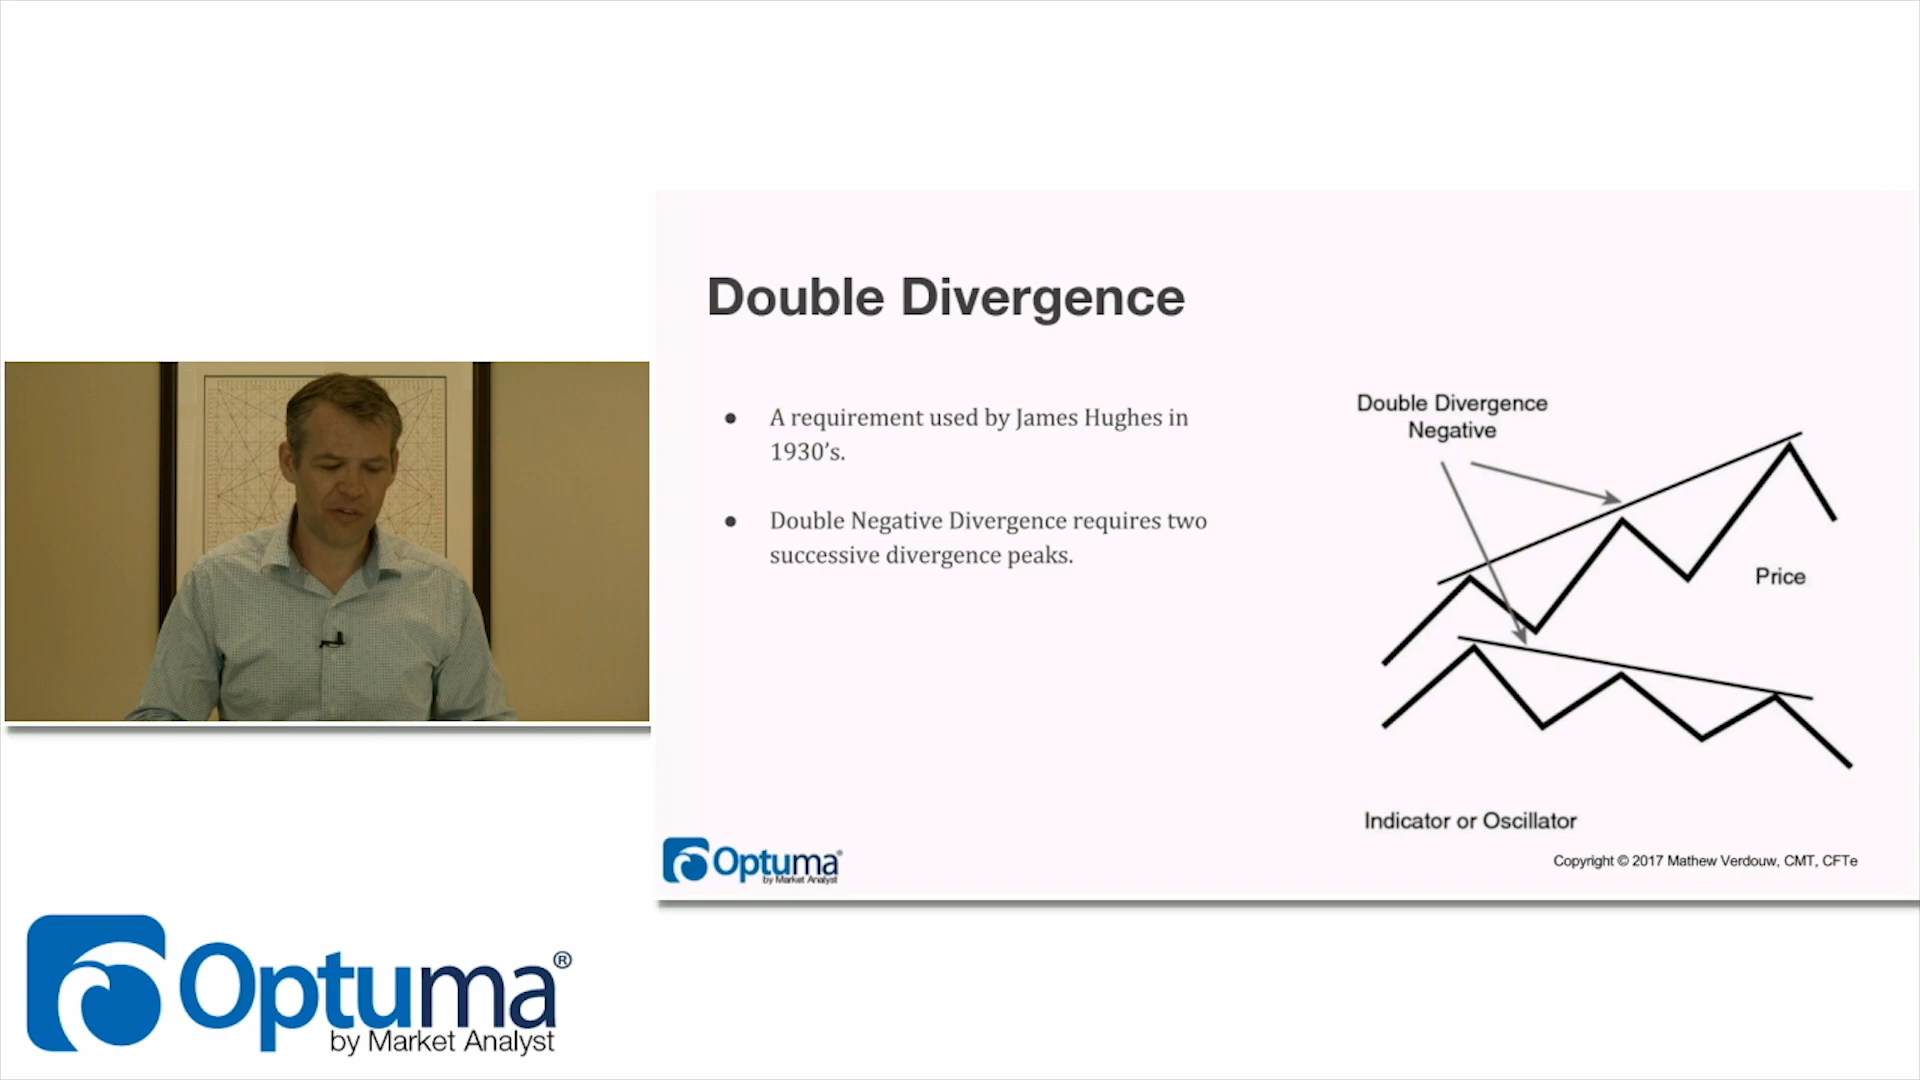 Double Divergence
● A requirement used by James Hughes in
1930’s.
● Double Negative Divergence requires two
successive divergence peaks.
Double Divergence
Negative
Price
Indicator or Oscillator
Optuma®
by Market Analyst
Copyright © 2017 Mathew Verdouw, CMT, CFTe
Optuma®
by Market Analyst